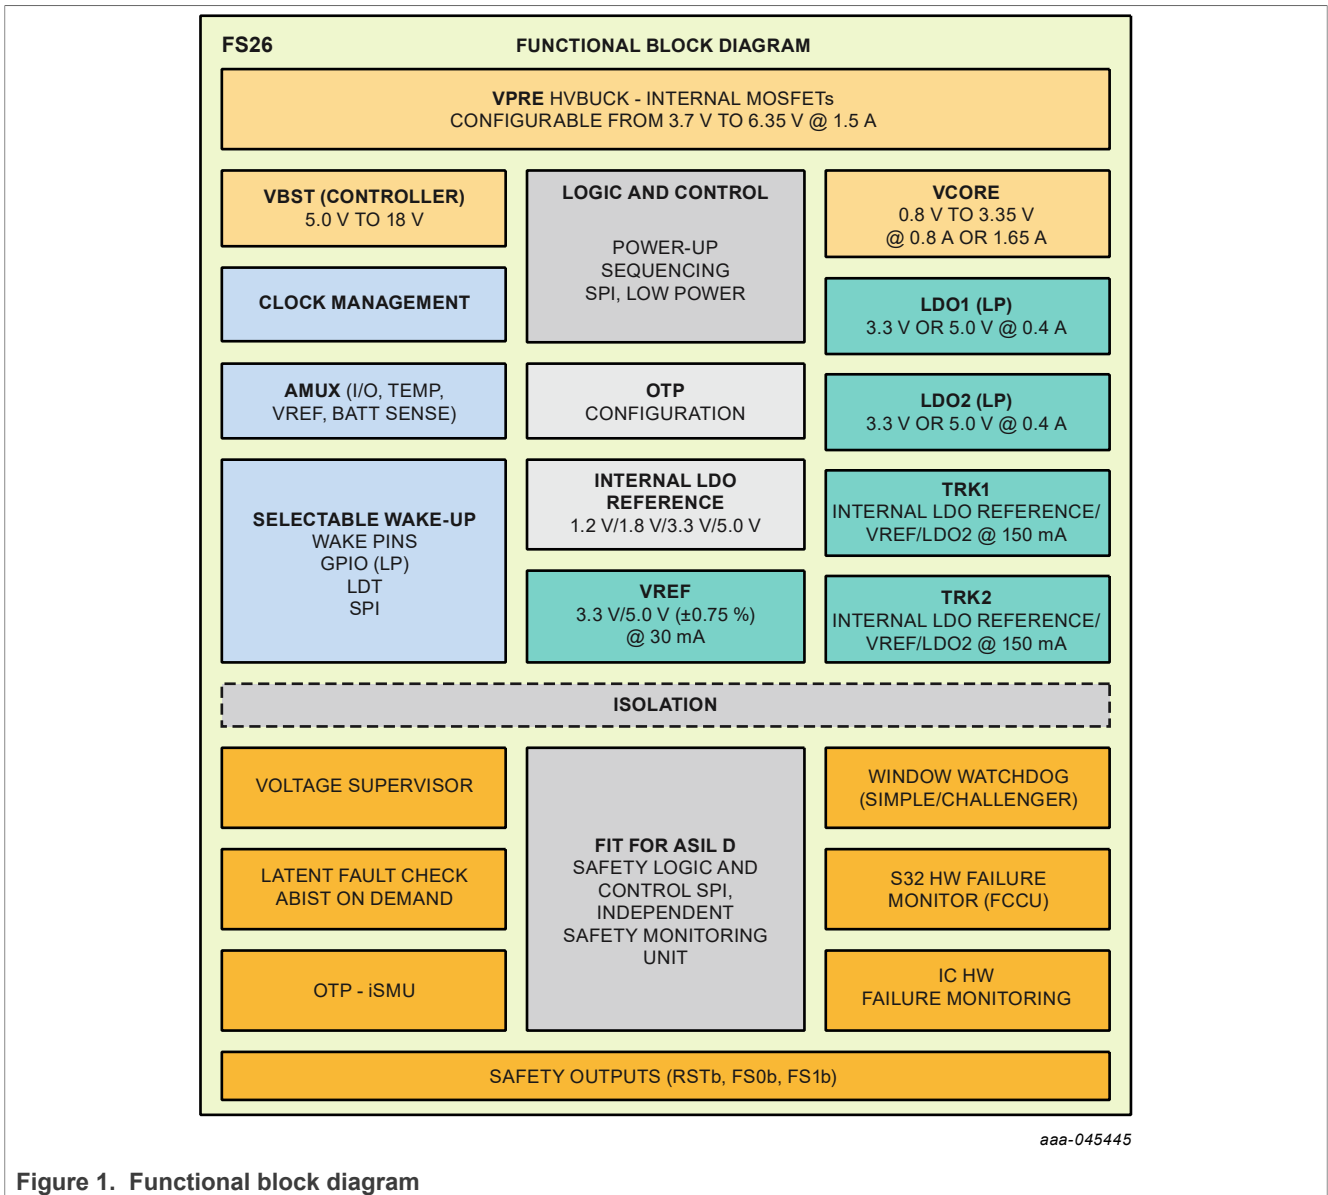 FS26
FUNCTIONAL BLOCK DIAGRAM
VPRE HVBUCK - INTERNAL MOSFETs
CONFIGURABLE FROM 3.7 V TO 6.35 V @ 1.5 A
VBST (CONTROLLER)
5.0 V TO 18 V
LOGIC AND CONTROL
POWER-UP
SEQUENCING
SPI, LOW POWER
VCORE
0.8 V TO 3.35 V
@ 0.8 A OR 1.65 A
CLOCK MANAGEMENT
LDO1 (LP)
3.3 V OR 5.0 V @ 0.4 A
AMUX (I/O, TEMP,
VREF, BATT SENSE)
OTP
CONFIGURATION
LDO2 (LP)
3.3 V OR 5.0 V @ 0.4 A
SELECTABLE WAKE-UP
WAKE PINS
GPIO (LP)
LDT
SPI
INTERNAL LDO
REFERENCE
1.2 V/1.8 V/3.3 V/5.0 V
TRK1
INTERNAL LDO REFERENCE/
VREF/LDO2 @ 150 mA
VREF
3.3 V/5.0 V (±0.75 %)
@ 30 mA
TRK2
INTERNAL LDO REFERENCE/
VREF/LDO2 @ 150 mA
ISOLATION
VOLTAGE SUPERVISOR
FIT FOR ASIL D
SAFETY LOGIC AND
CONTROL SPI,
INDEPENDENT
SAFETY MONITORING
UNIT
WINDOW WATCHDOG
(SIMPLE/CHALLENGER)
LATENT FAULT CHECK
ABIST ON DEMAND
S32 HW FAILURE
MONITOR (FCCU)
OTP - iSMU
IC HW
FAILURE MONITORING
SAFETY OUTPUTS (RSTb, FS0b, FS1b)
aaa-045445
Figure 1. Functional block diagram